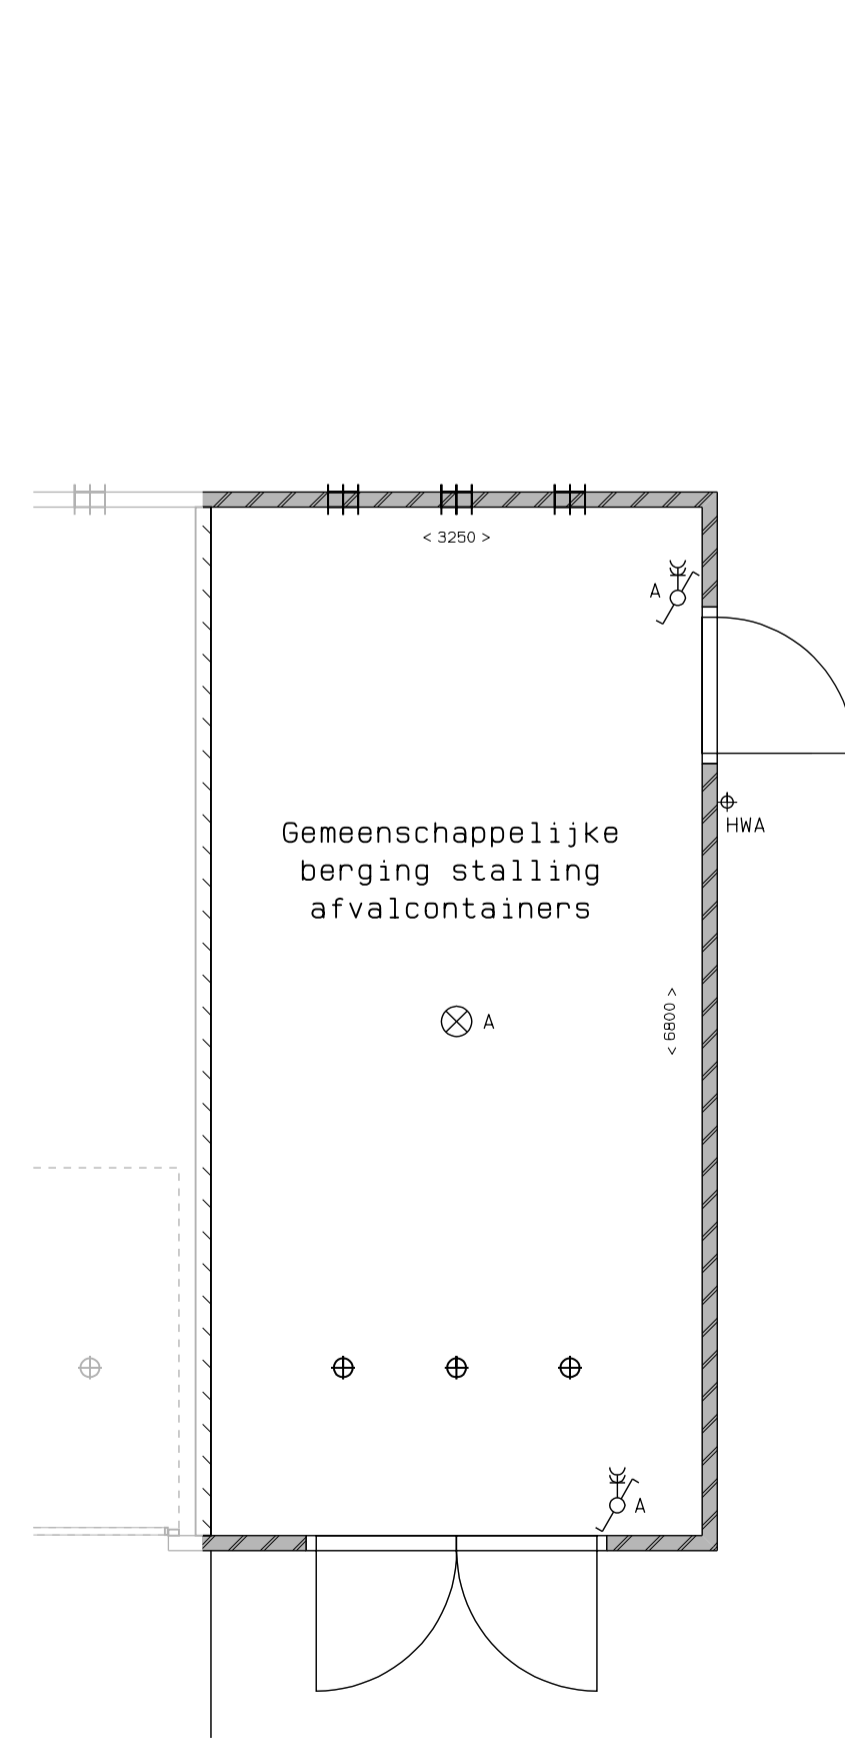 < 3250 >
A
HWA
Gemeenschappelijke
berging stalling
afvalcontainers
< 6800 >
A
A